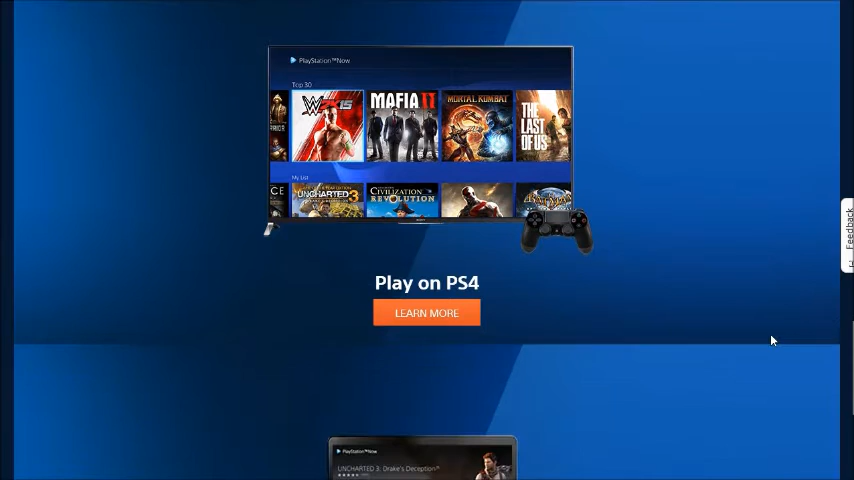 PlayStation™Now
Top 30
W2K15
MAFIA II
MORTAL KOMBAT
THE
LAST
OF US
My List
UNCHARTED 3
CIVILIZATION
REVOLUTION
SONY
Play on PS4
LEARN MORE
Feedback
PlayStation™Now
UNCHARTED 3: Drake's Deception™